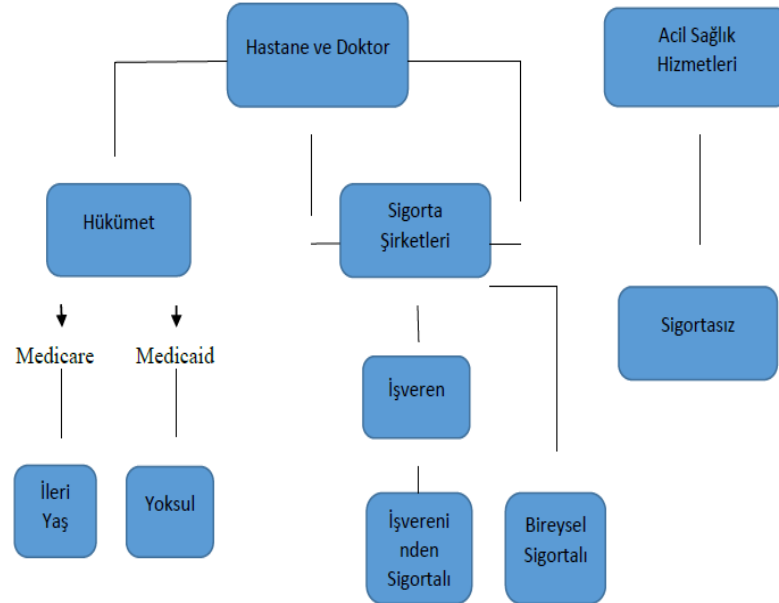 Hastane ve Doktor
Acil Sağlık
Hizmetleri
Hükümet
Sigorta
Şirketleri
Sigortasız
Medicare
Medicaid
İşveren
İleri
Yaş
Yoksul
İşvereni
nden
Sigortalı
Bireysel
Sigortalı